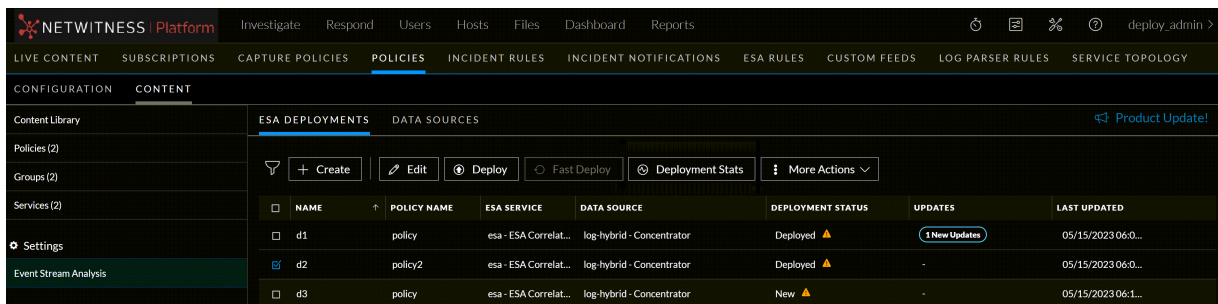 NETWITNESS Platform Investigate Respond Users Hosts Files Dashboard Reports deploy_admin >
LIVE CONTENT SUBSCRIPTIONS CAPTURE POLICIES POLICIES INCIDENT RULES INCIDENT NOTIFICATIONS ESA RULES CUSTOM FEEDS LOG PARSER RULES SERVICE TOPOLOGY
CONFIGURATION CONTENT
Content Library
Policies (2)
Groups (2)
Services (2)
Settings
Event Stream Analysis
ESA DEPLOYMENTS DATA SOURCES Product Update!
+ Create Edit Deploy Fast Deploy Deployment Stats More Actions
NAME ↑ POLICY NAME ESA SERVICE DATA SOURCE DEPLOYMENT STATUS UPDATES LAST UPDATED
d1 policy esa - ESA Correlat... log-hybrid - Concentrator Deployed 1 New Updates 05/15/2023 06:0...
d2 policy2 esa - ESA Correlat... log-hybrid - Concentrator Deployed - 05/15/2023 06:0...
d3 policy esa - ESA Correlat... log-hybrid - Concentrator New - 05/15/2023 06:1...